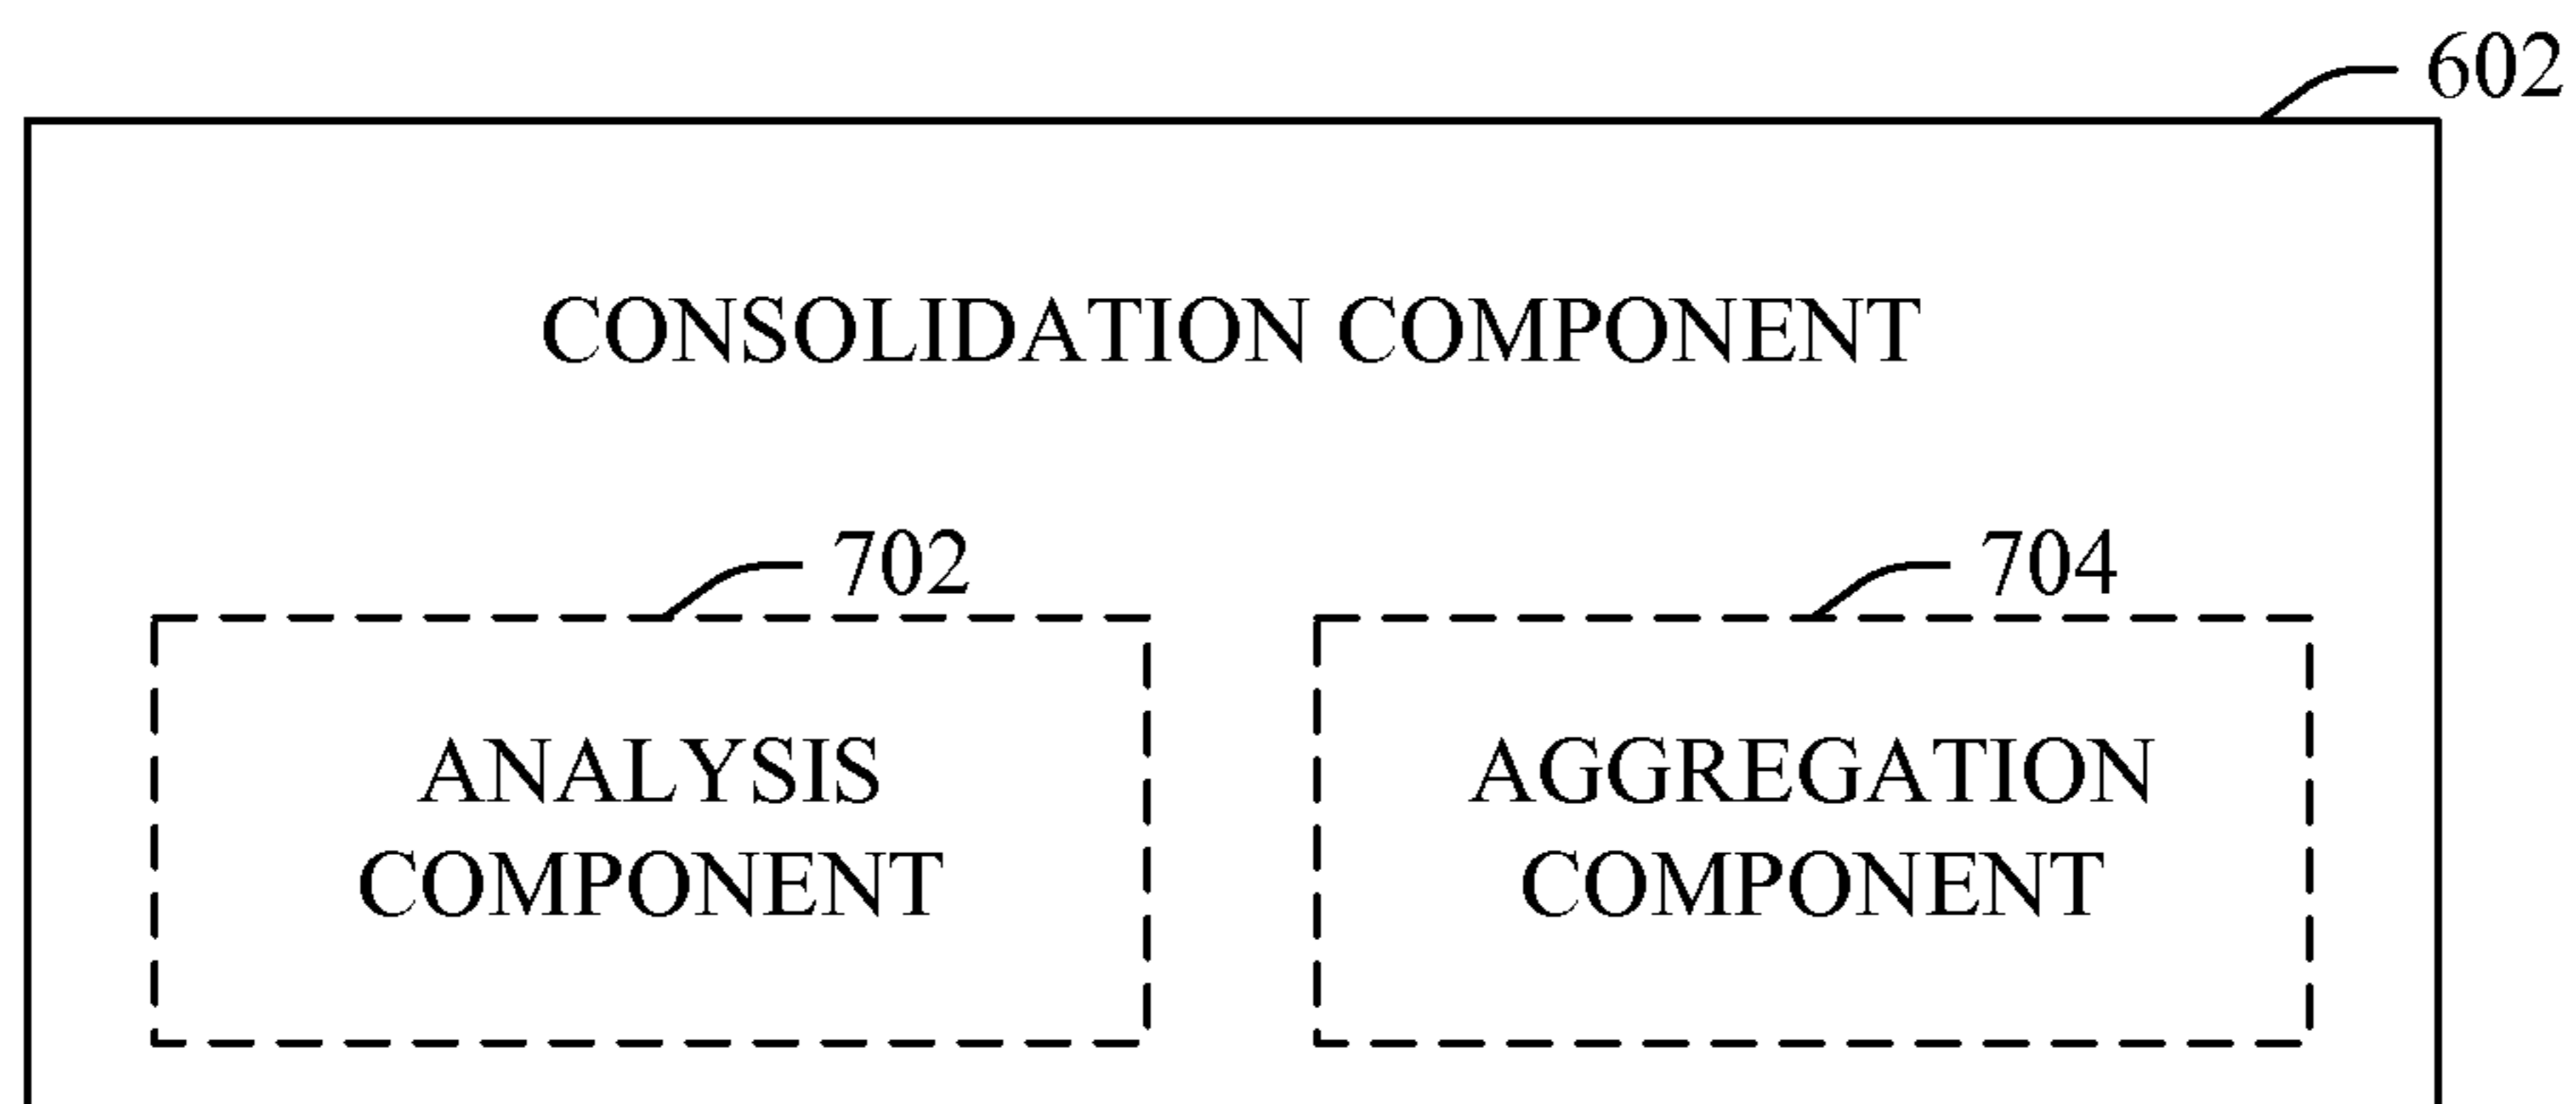 602
CONSOLIDATION COMPONENT
702
704
ANALYSIS
COMPONENT
AGGREGATION
COMPONENT